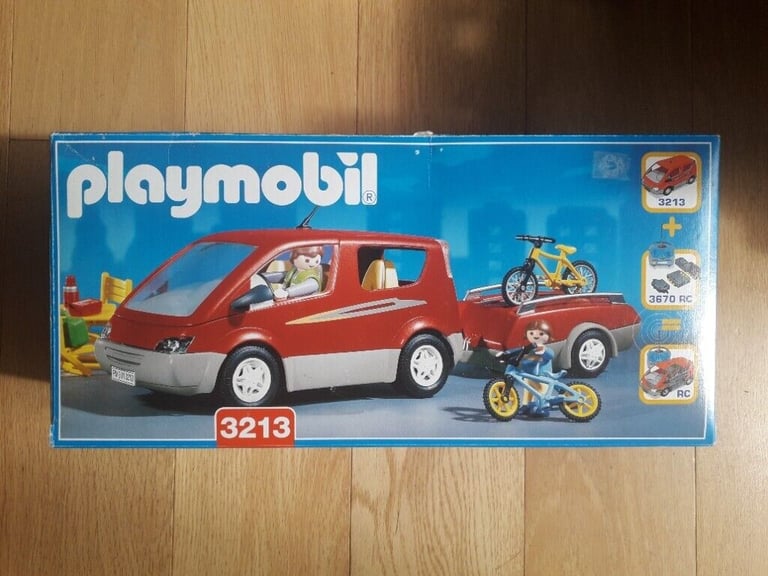 playmobil®
3213
+
3670 RC
=
RC
3213